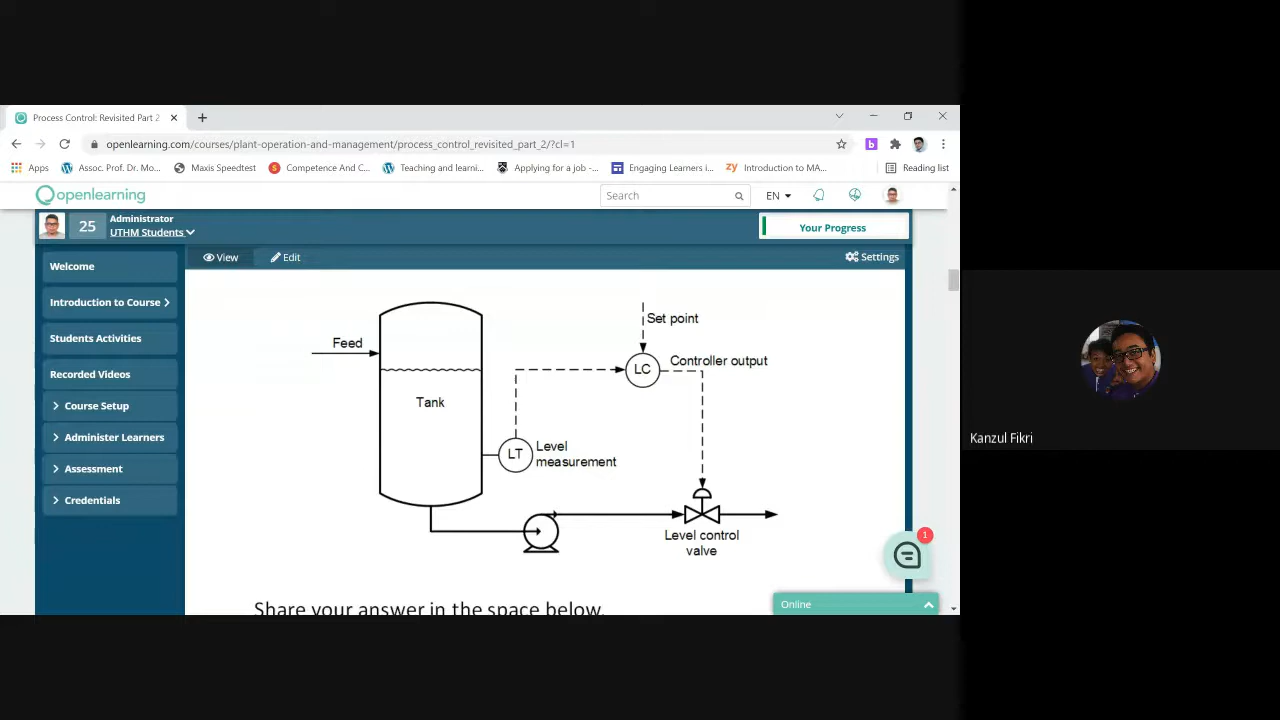 Process Control: Revisited Part 2
openlearning.com/courses/plant-operation-and-management/process_control_revisited_part_2/?cl=1
Apps
Assoc. Prof. Dr. Mo...
Maxis Speedtest
Competence And C...
Teaching and learni...
Applying for a job -...
Engaging Learners i...
zy Introduction to MA...
Reading list
openlearning
Search
EN
25
Administrator
UTHM Students
Your Progress
View
Edit
Settings
Welcome
Introduction to Course
Students Activities
Recorded Videos
Course Setup
Administer Learners
Assessment
Credentials
Feed
Set point
LC
Controller output
Tank
LT
Level
measurement
Level control
valve
1
Share your answer in the space below.
Online
Kanzul Fikri